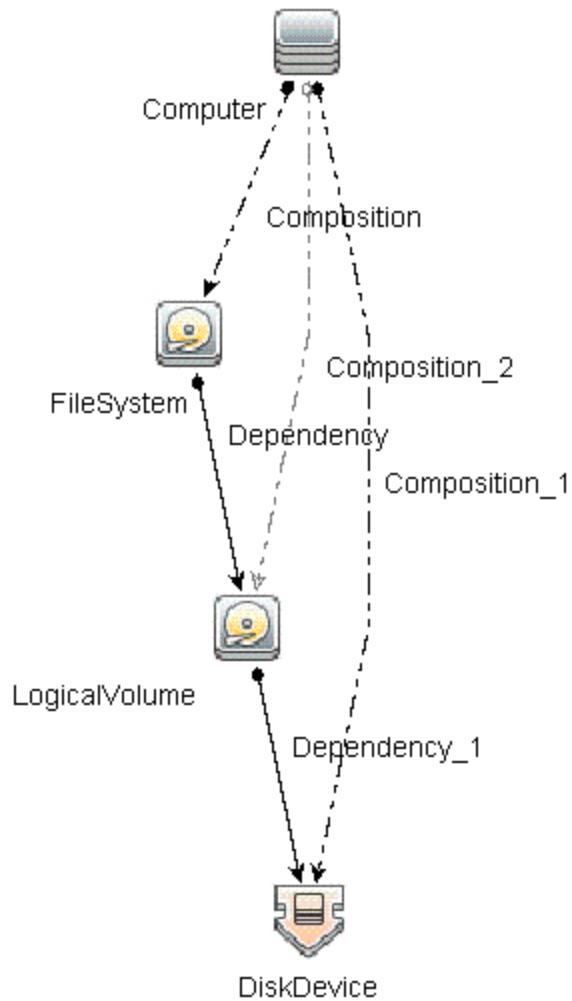 Computer
Composition
Composition_2
FileSystem
Dependency
Composition_1
LogicalVolume
Dependency_1
DiskDevice